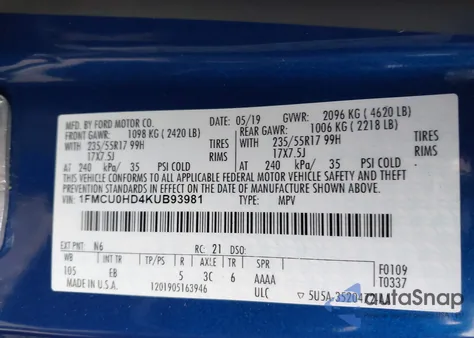 MFD. BY FORD MOTOR CO.
DATE: 05/19 GVWR: 2096 KG ( 4620 LB)
FRONT GAWR: 1098 KG ( 2420 LB) REAR GAWR: 1006 KG ( 2218 LB)
WITH 235/55R17 99H TIRES WITH 235/55R17 99H TIRES
17X7.5J RIMS 17X7.5J RIMS
AT 240 kPa/ 35 PSI COLD AT 240 kPa/ 35 PSI COLD
THIS VEHICLE CONFORMS TO ALL APPLICABLE FEDERAL MOTOR VEHICLE
SAFETY AND THEFT PREVENTION STANDARDS IN EFFECT ON THE DATE OF
MANUFACTURE SHOWN ABOVE.
VIN: 1FMCU0HD4KUB93981 TYPE: MPV
EXT PNT: N6 RC: 21 DSO: F0109
WB INT TR TP/PS R AXLE TR SPR T0337
105 EB 5 3C 6 AAAA
1201905163946 ULC
autoSnap